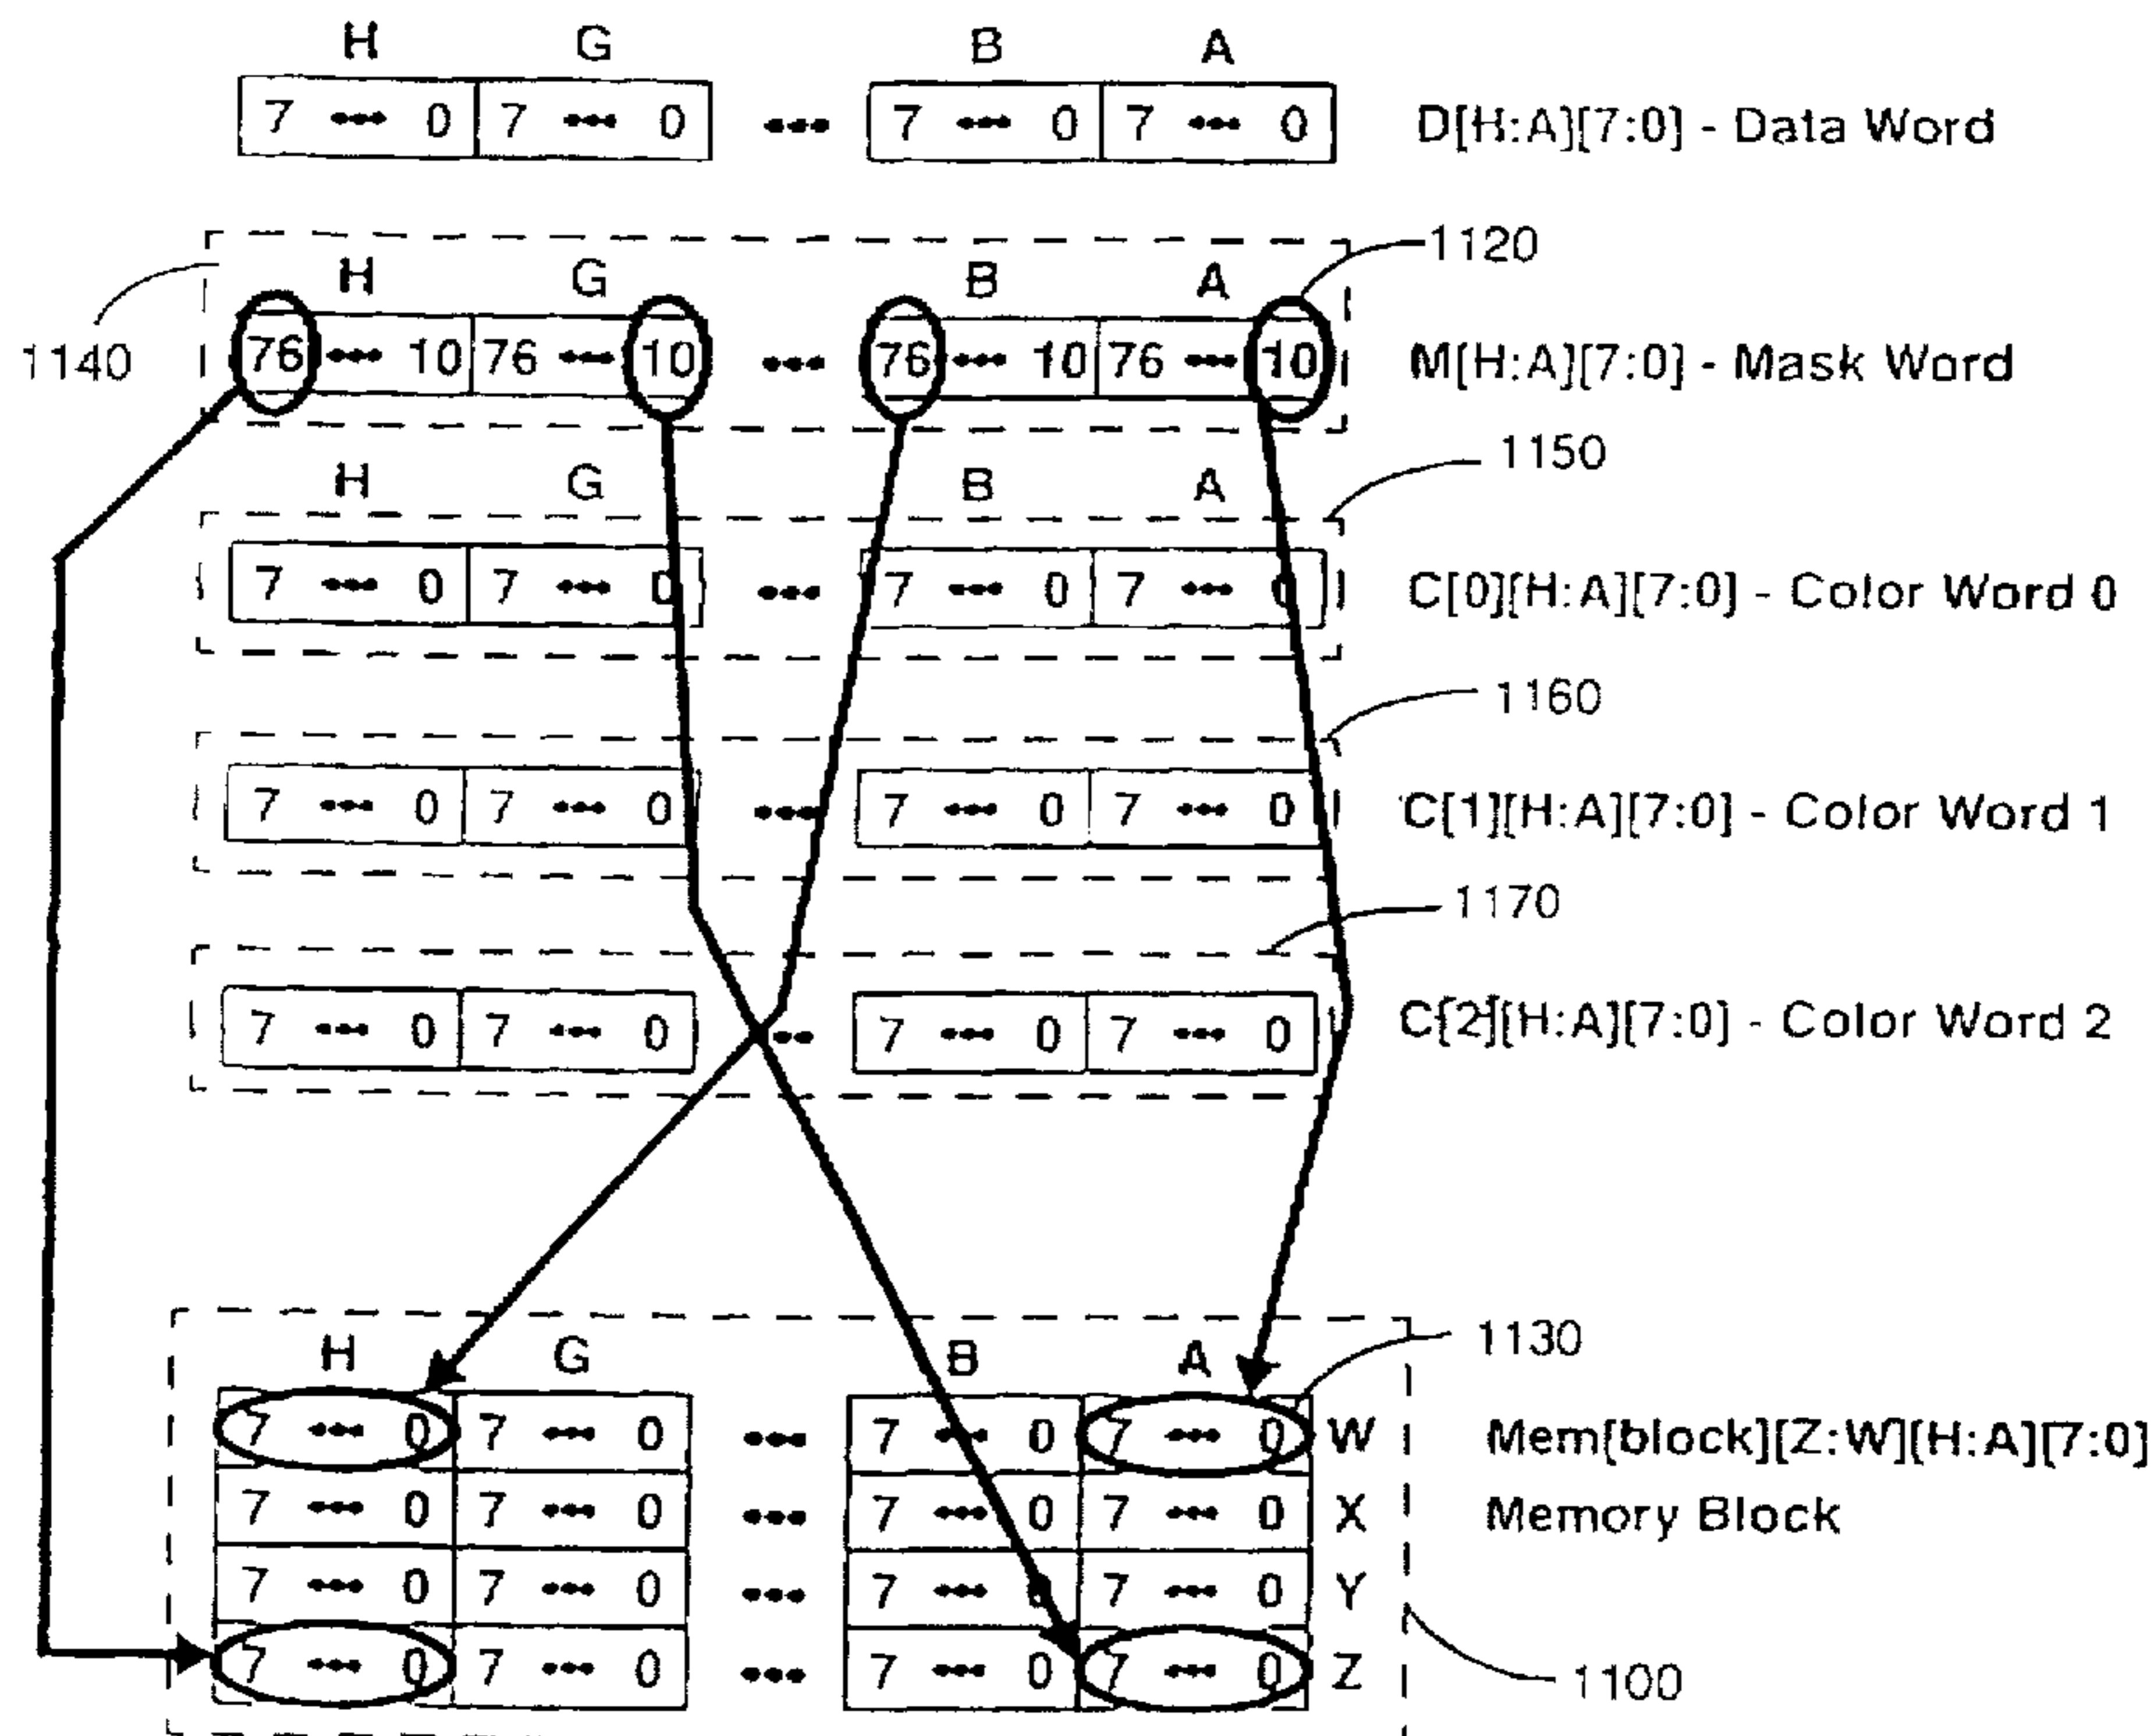 H G B A
7 ••• 0 7 ••• 0 ••• 7 ••• 0 7 ••• 0 D[H:A][7:0] - Data Word
1120
H G B A
1140 76 ••• 10 76 ••• 10 ••• 76 ••• 10 76 ••• 10 M[H:A][7:0] - Mask Word
1150
H G B A
7 ••• 0 7 ••• 0 ••• 7 ••• 0 7 ••• 0 C[0][H:A][7:0] - Color Word 0
1160
7 ••• 0 7 ••• 0 ••• 7 ••• 0 7 ••• 0 C[1][H:A][7:0] - Color Word 1
1170
7 ••• 0 7 ••• 0 ••• 7 ••• 0 7 ••• 0 C[2][H:A][7:0] - Color Word 2
1130
H G B A
7 ••• 0 7 ••• 0 ••• 7 ••• 0 7 ••• 0 W Mem[block][Z:W][H:A][7:0]
7 ••• 0 7 ••• 0 ••• 7 ••• 0 7 ••• 0 X Memory Block
7 ••• 0 7 ••• 0 ••• 7 ••• 0 7 ••• 0 Y
7 ••• 0 7 ••• 0 ••• 7 ••• 0 7 ••• 0 Z
1100